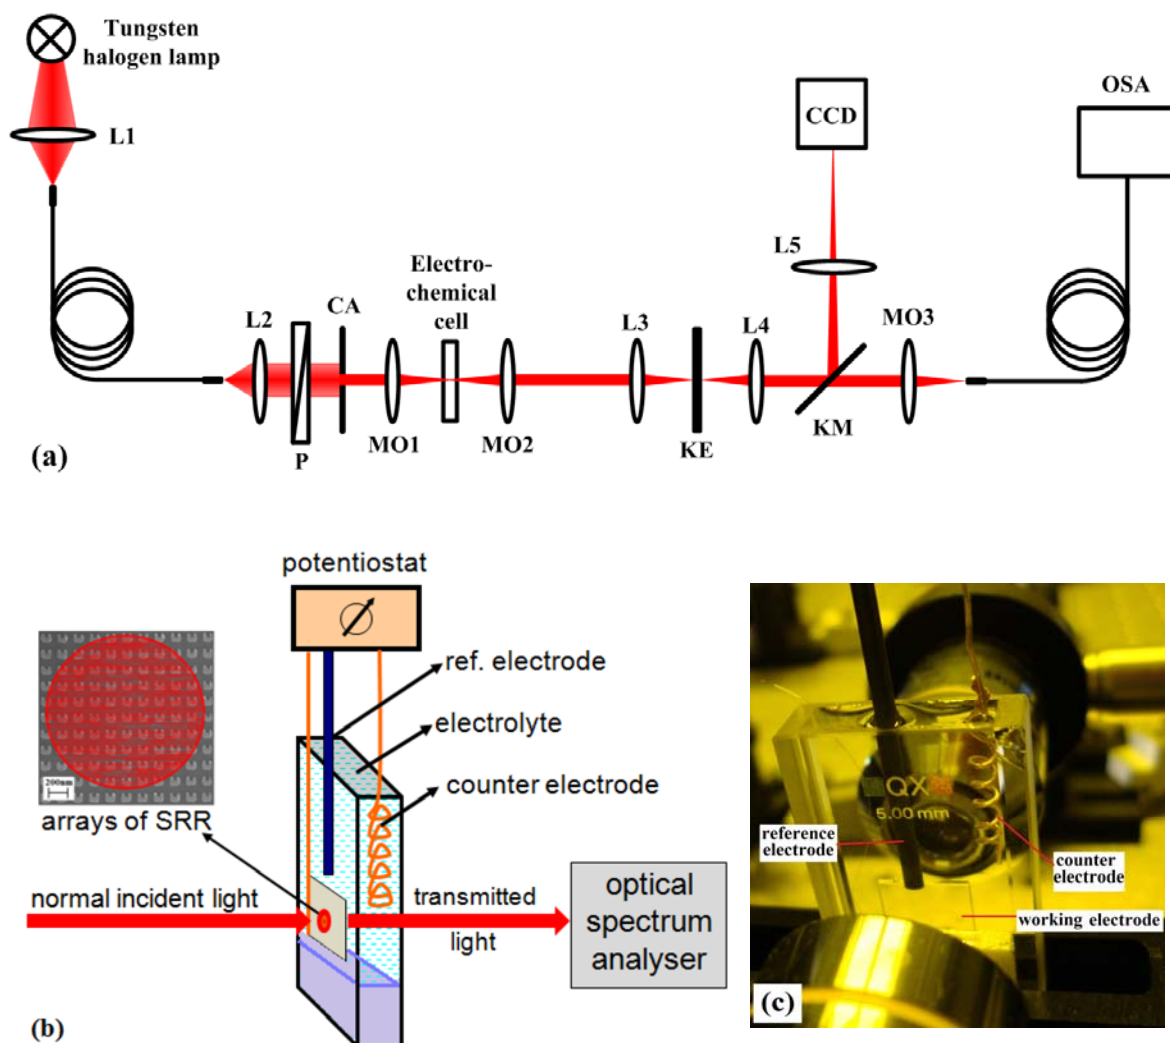 Tungsten
halogen lamp
L1
CCD
OSA
L5
Electro-
chemical
cell
CA
L2
L3
L4
MO3
MO1
MO2
P
KE
KM
(a)
potentiostat
ref. electrode
electrolyte
counter electrode
200nm
arrays of SRR
normal incident light
transmitted
light
optical
spectrum
analyser
(b)
QX
5.00 mm
reference
electrode
counter
electrode
working electrode
(c)